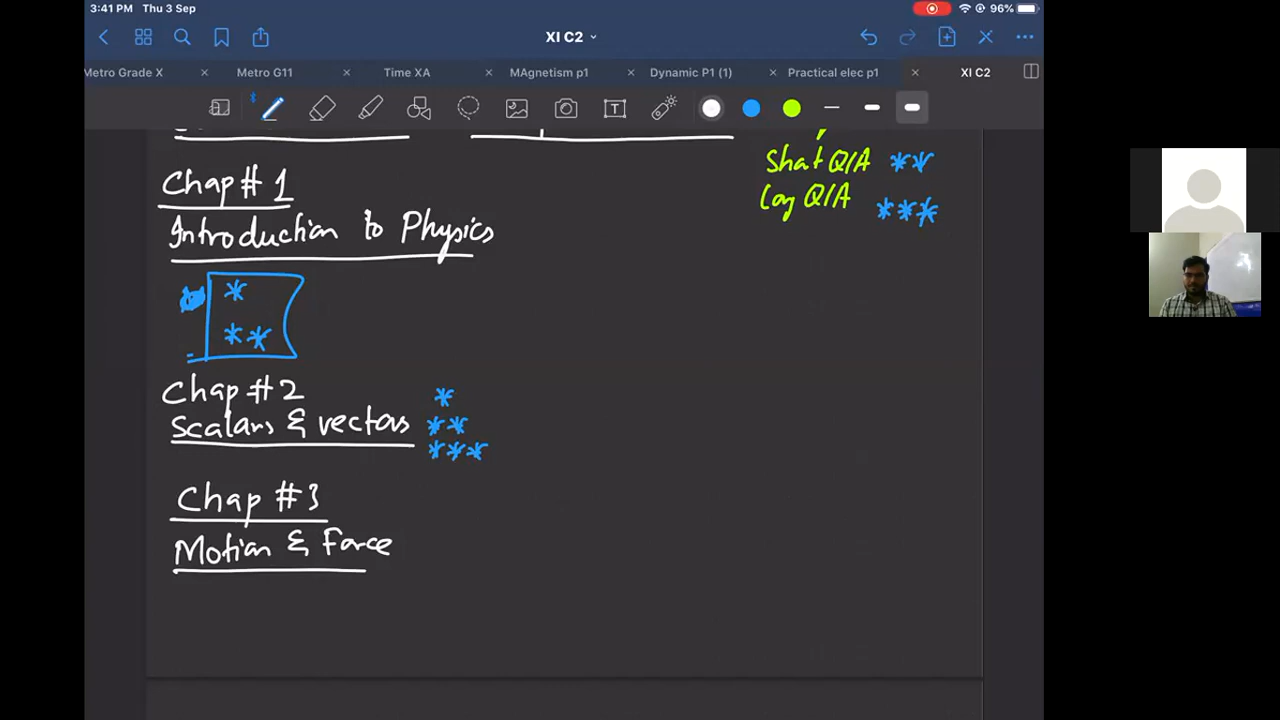 3:41 PM Thu 3 Sep 96%
XI C2
Metro Grade X Metro G11 Time XA MAgnetism p1 Dynamic P1 (1) Practical elec p1 XI C2
T
Shat Q/A **
Log Q/A ***
Chap # 1
Introduction to Physics
*
**
Chap # 2 *
Scalars & vectors **
***
Chap # 3
Motion & Force